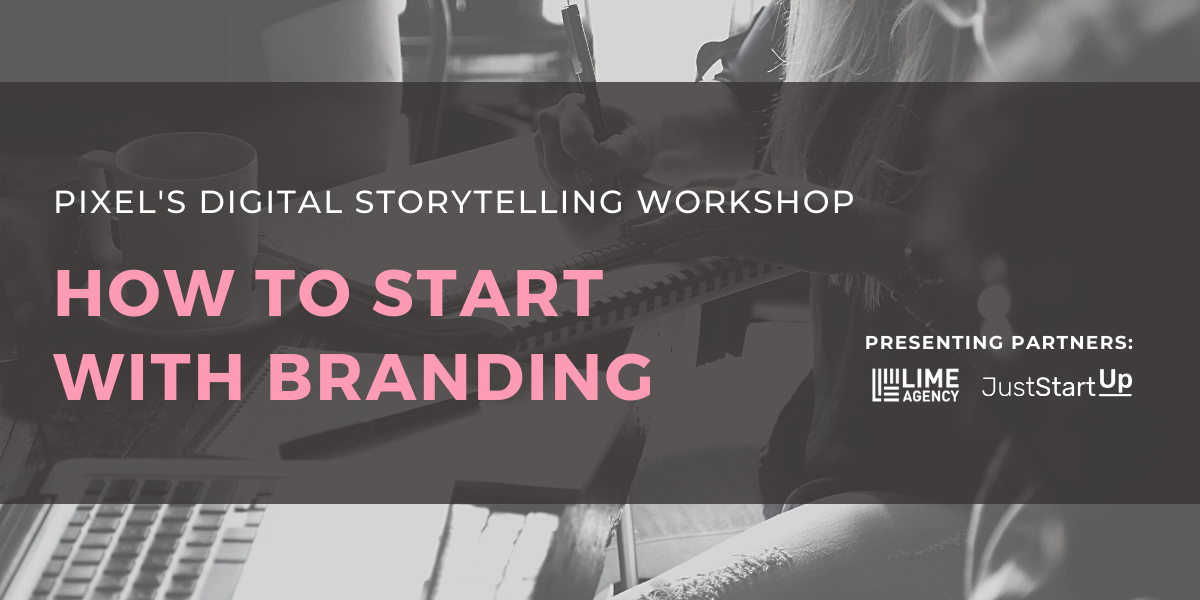 PIXEL'S DIGITAL STORYTELLING WORKSHOP
HOW TO START
WITH BRANDING
PRESENTING PARTNERS:
LIME
AGENCY
JustStartUp